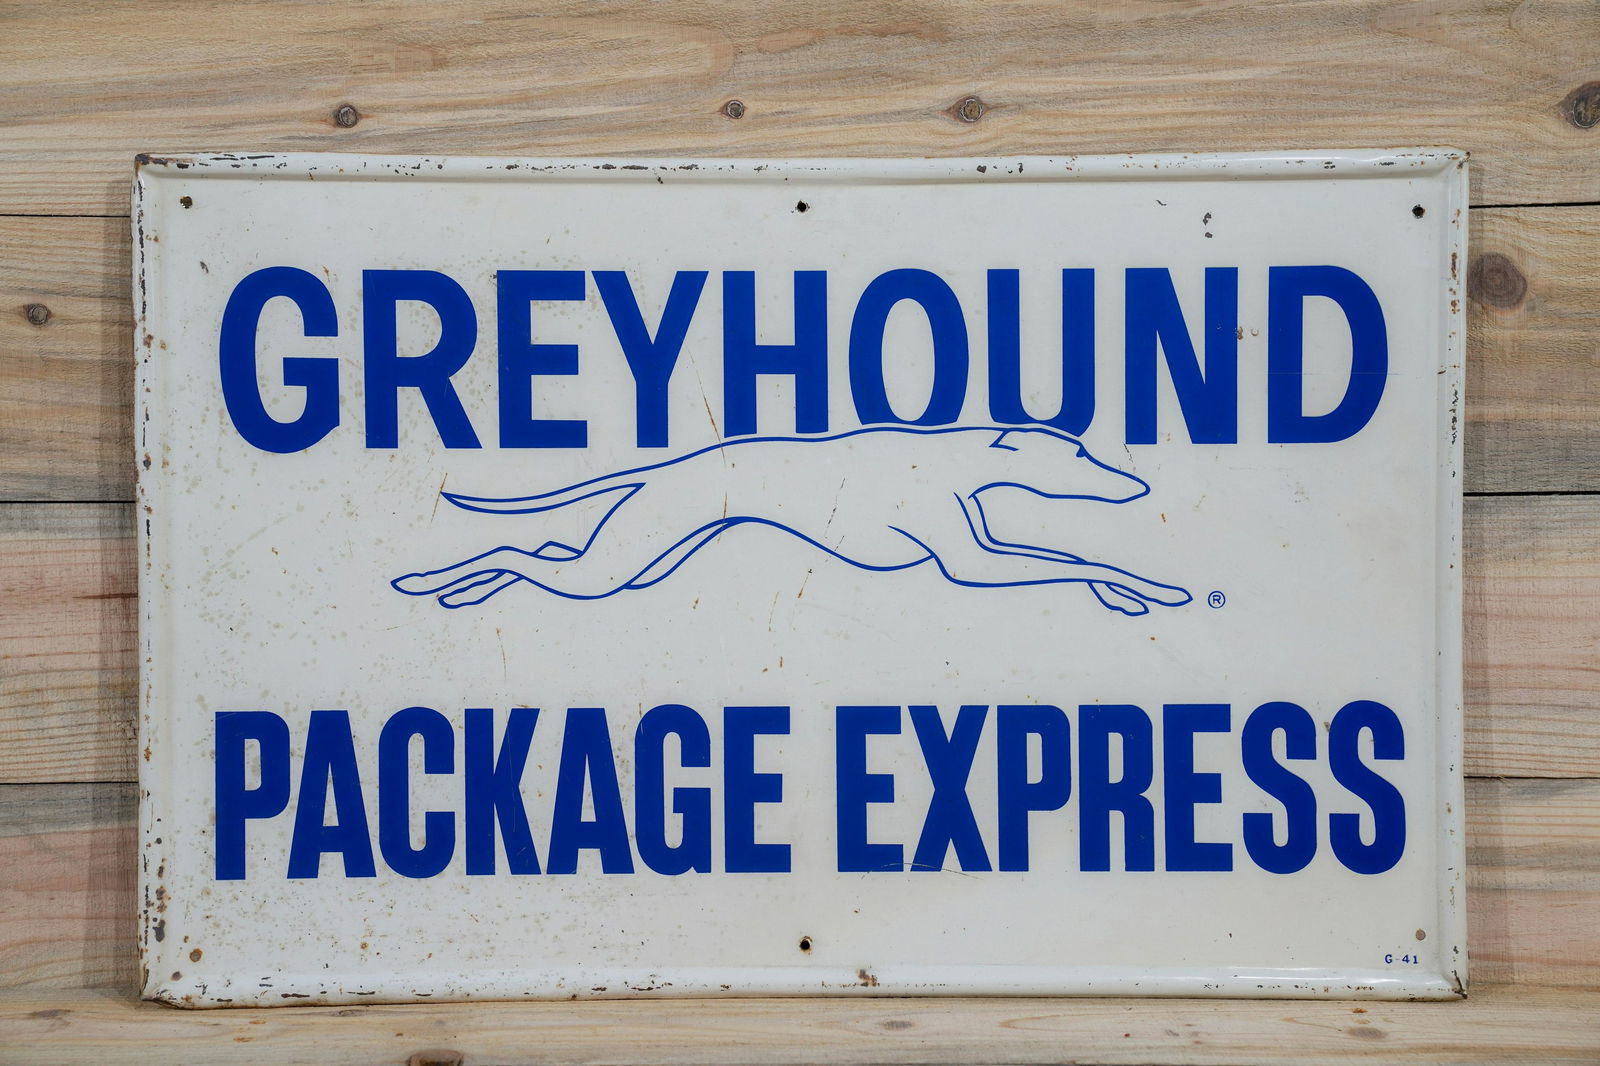 GREYHOUND
®
PACKAGE EXPRESS
G-41